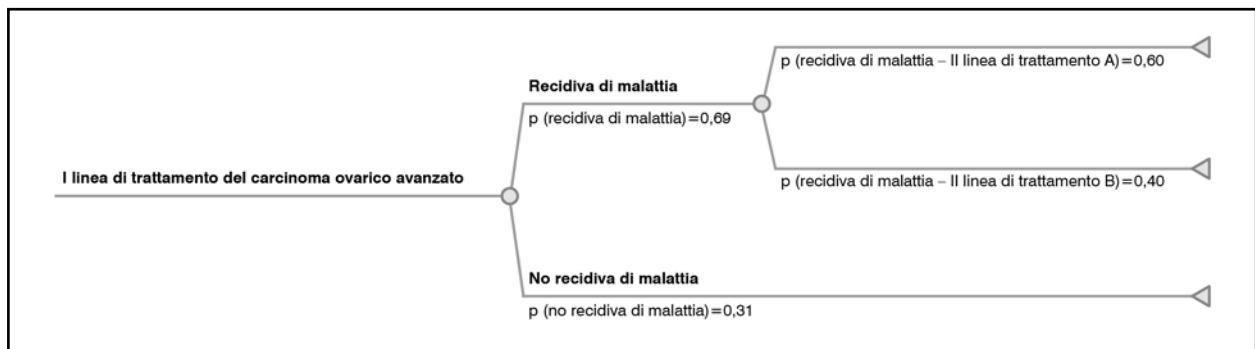 p (recidiva di malattia – II linea di trattamento A)=0,60
Recidiva di malattia
p (recidiva di malattia)=0,69
I linea di trattamento del carcinoma ovarico avanzato
p (recidiva di malattia – II linea di trattamento B)=0,40
No recidiva di malattia
p (no recidiva di malattia)=0,31